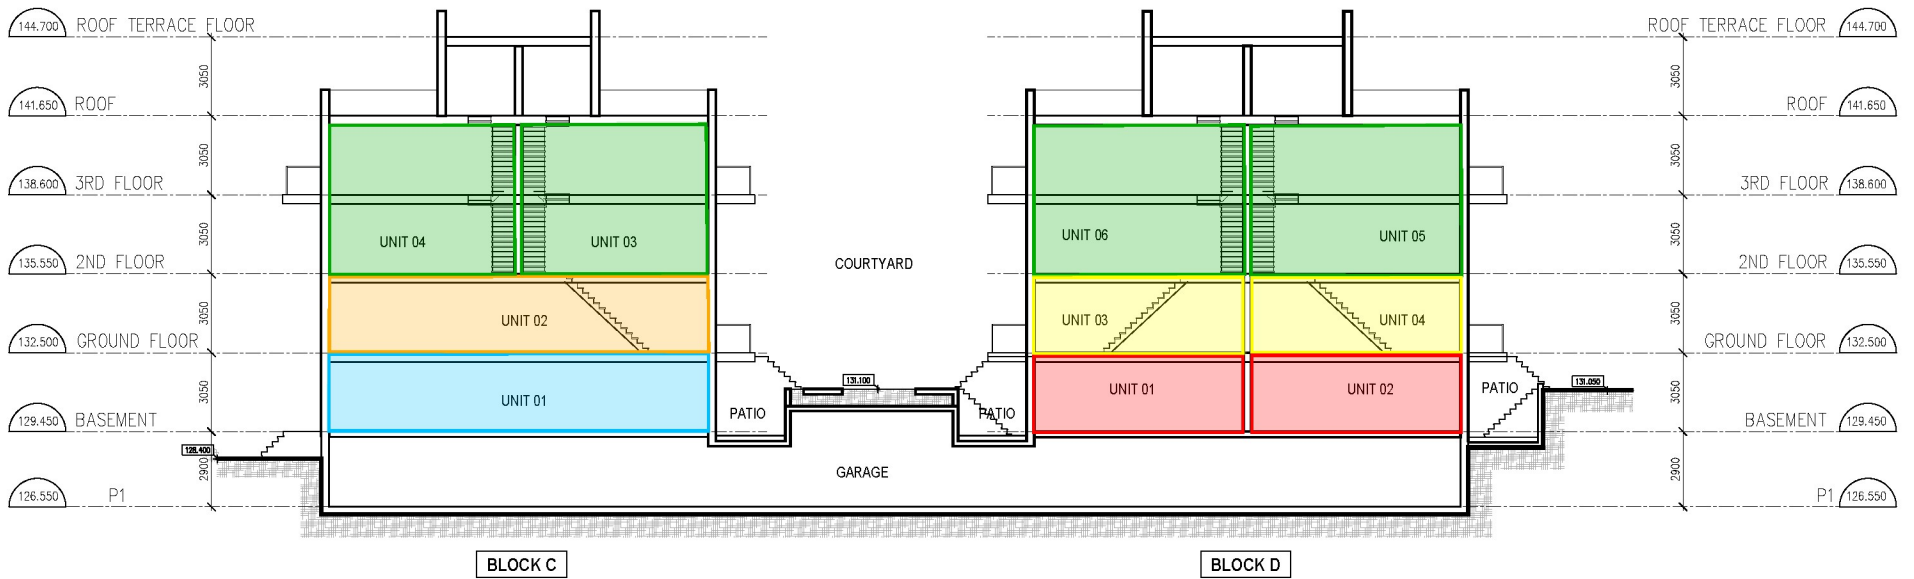 144.700 ROOF TERRACE FLOOR
ROOF TERRACE FLOOR 144.700
3050
3050
141.650 ROOF
ROOF 141.650
3050
3050
138.600 3RD FLOOR
3RD FLOOR 138.600
3050
UNIT 04
UNIT 03
UNIT 06
UNIT 05
3050
135.550 2ND FLOOR
COURTYARD
2ND FLOOR 135.550
3050
UNIT 02
UNIT 03
UNIT 04
3050
132.500 GROUND FLOOR
GROUND FLOOR 132.500
131.100
131.050
3050
UNIT 01
UNIT 01
UNIT 02
PATIO
3050
PATIO
PATIO
129.450 BASEMENT
BASEMENT 129.450
128.400
2900
GARAGE
2900
126.550 P1
P1 126.550
BLOCK C
BLOCK D